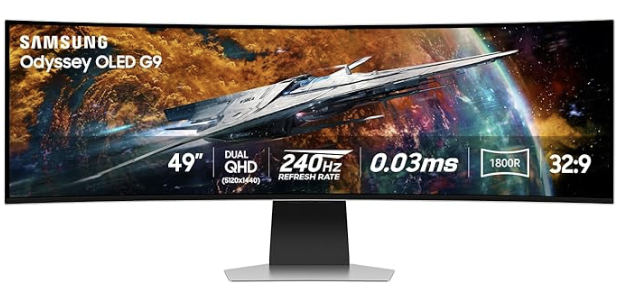 SAMSUNG
Odyssey OLED G9
49”
DUAL
QHD
(5120x1440)
240HZ
REFRESH RATE
0.03ms
1800R
32:9